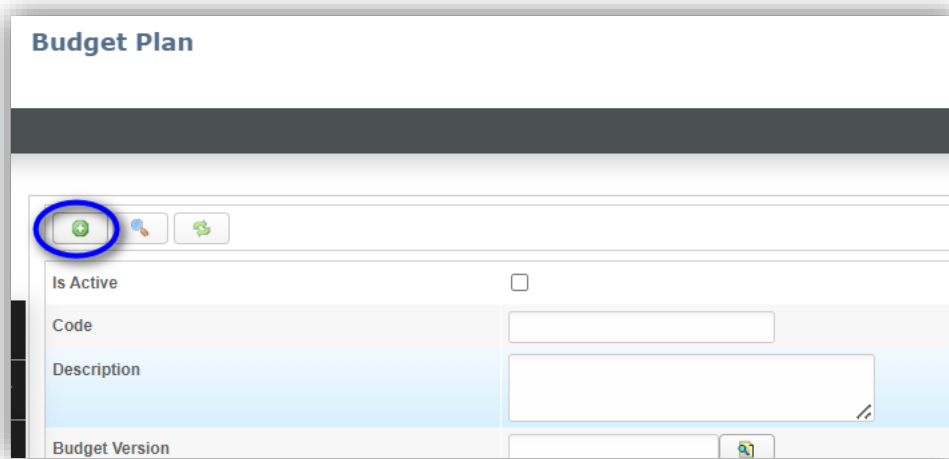 Budget Plan
Is Active
Code
Description
Budget Version